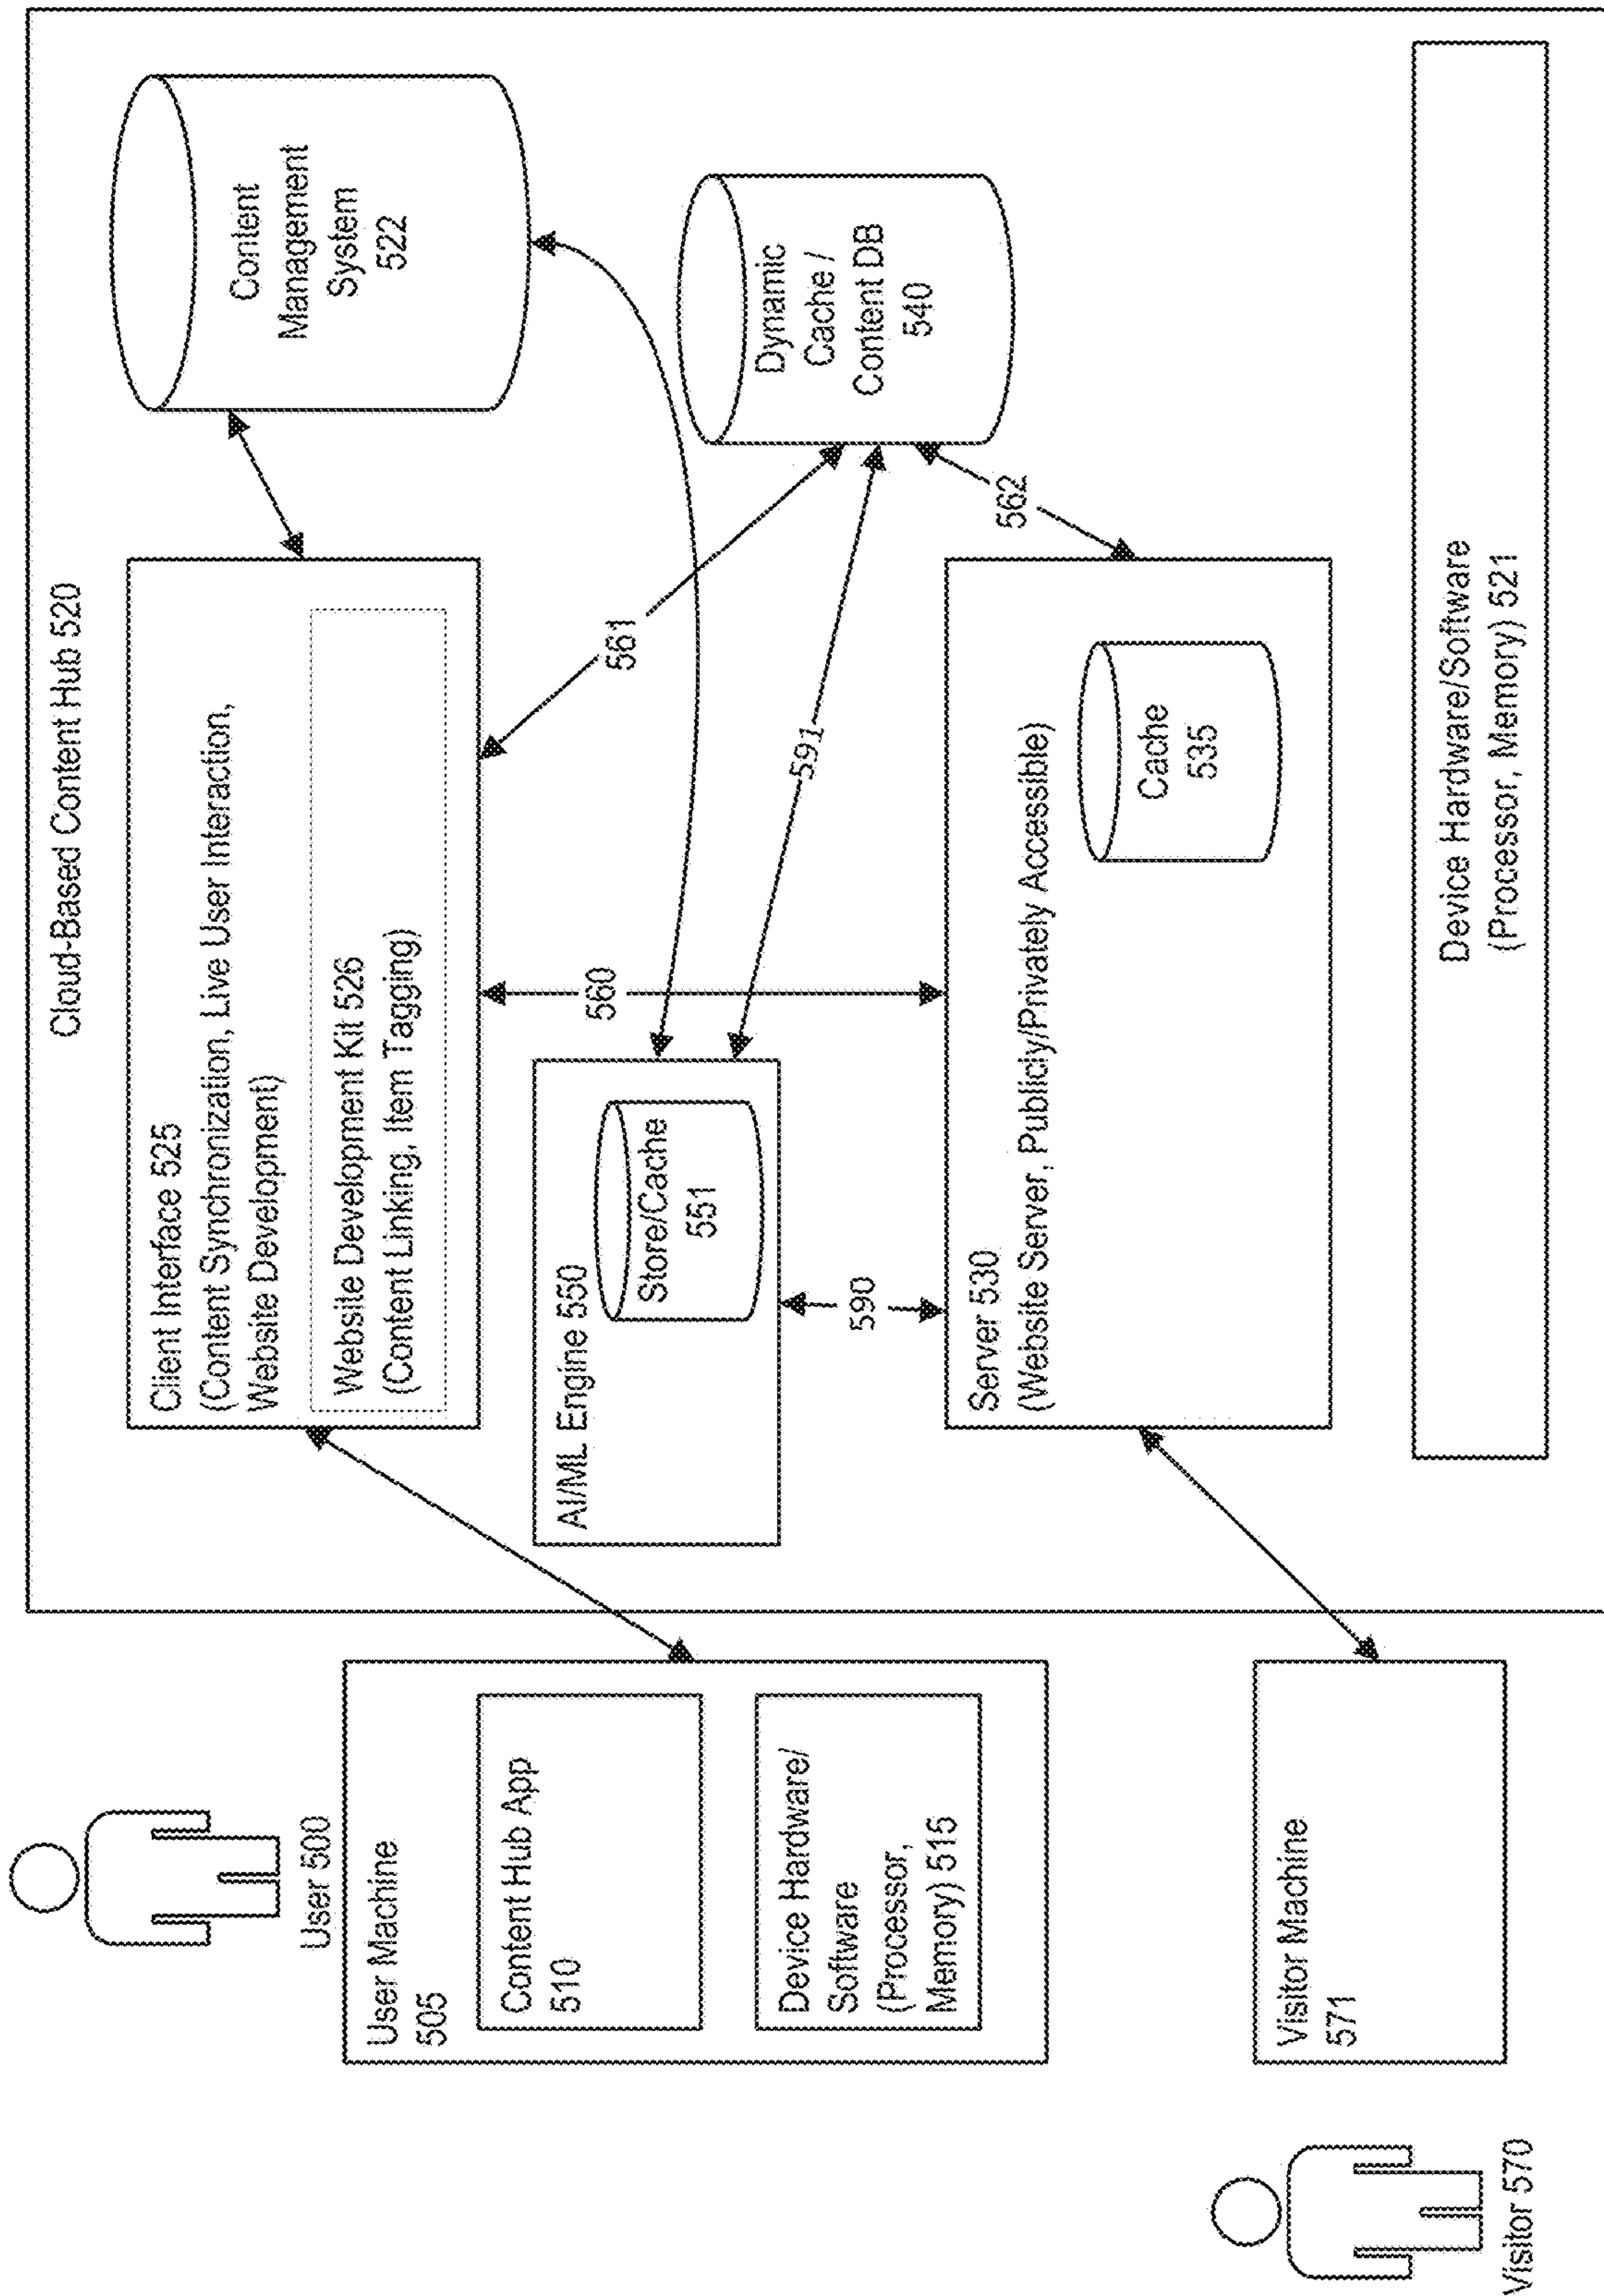 Cloud-Based Content Hub 520
User 500
User Machine
505
Content Hub App
510
Device Hardware/
Software
(Processor,
Memory) 515
Client Interface 525
(Content Synchronization, Live User Interaction,
Website Development)
Website Development Kit 526
(Content Linking, Item Tagging)
Content
Management
System
522
AI/ML Engine 550
Store/Cache
551
560
561
591
590
562
Dynamic
Cache /
Content DB
540
Server 530
(Website Server, Publicly/Privately Accessible)
Cache
535
Visitor 570
Visitor Machine
571
Device Hardware/Software
(Processor, Memory) 521